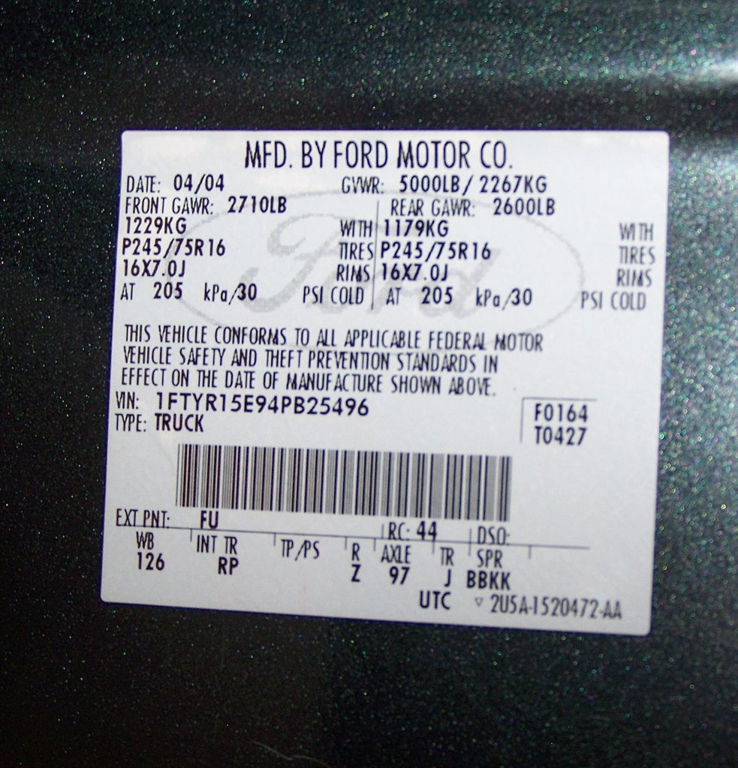 MFD. BY FORD MOTOR CO.
DATE: 04/04 GVWR: 5000LB/2267KG
FRONT GAWR: 2710LB REAR GAWR: 2600LB
1229KG WITH 1179KG WITH
P245/75R16 TIRES P245/75R16 TIRES
16X7.0J RIMS 16X7.0J RIMS
AT 205 kPa/30 PSI COLD AT 205 kPa/30 PSI COLD
Ford
THIS VEHICLE CONFORMS TO ALL APPLICABLE FEDERAL MOTOR
VEHICLE SAFETY AND THEFT PREVENTION STANDARDS IN
EFFECT ON THE DATE OF MANUFACTURE SHOWN ABOVE.
VIN: 1FTYR15E94PB25496 F0164
TYPE: TRUCK T0427
EXT PNT: FU RC: 44 DSO:
WB INT TR TP/PS R AXLE TR SPR
126 RP Z 97 J BBKK
UTC ▽ 2U5A-1520472-AA